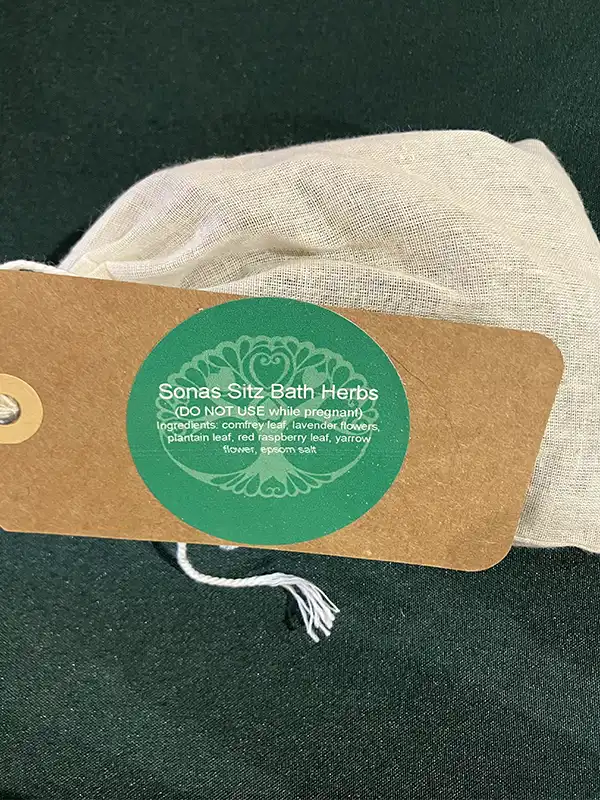 Sonas Sitz Bath Herbs
(DO NOT USE while pregnant)
Ingredients: comfrey leaf, lavender flowers,
plantain leaf, red raspberry leaf, yarrow
flower, epsom salt